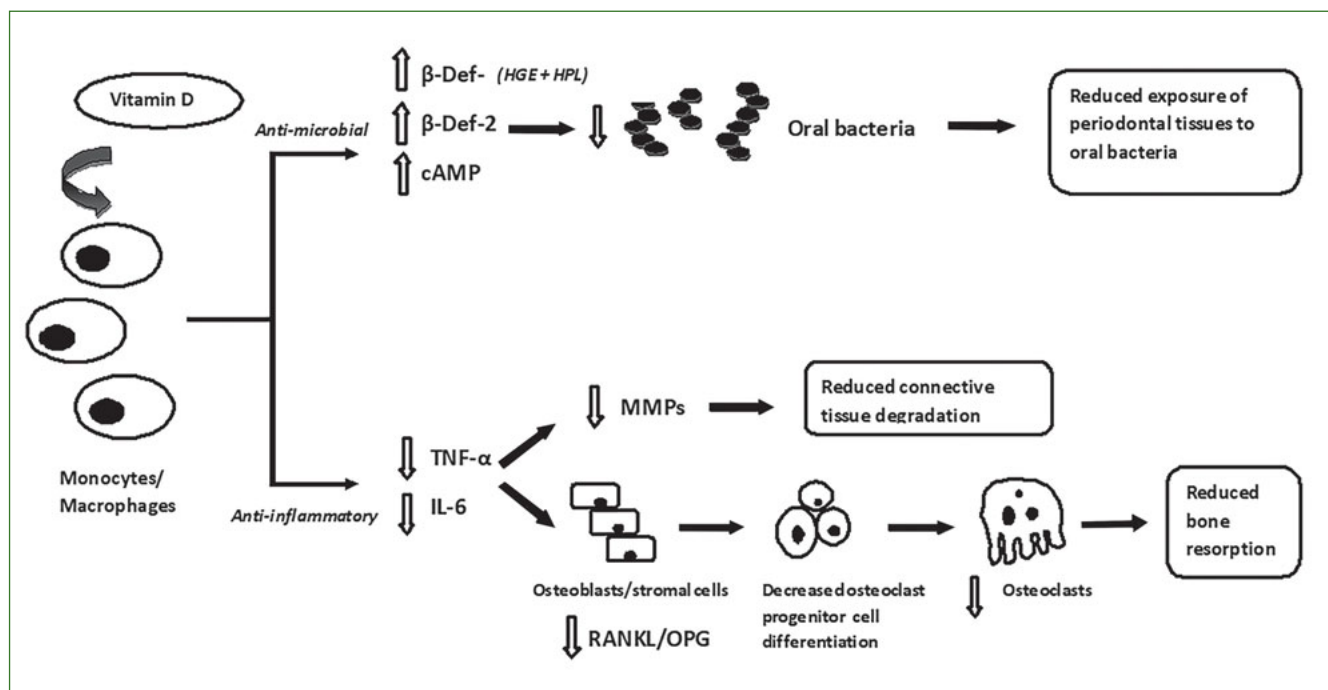 Vitamin D
Anti-microbial
β-Def- (HGE + HPL)
β-Def-2
cAMP
Oral bacteria
Reduced exposure of
periodontal tissues to
oral bacteria
Monocytes/
Macrophages
Anti-inflammatory
TNF-α
IL-6
MMPs
Reduced connective
tissue degradation
Osteoblasts/stromal cells
RANKL/OPG
Decreased osteoclast
progenitor cell
differentiation
Osteoclasts
Reduced
bone
resorption